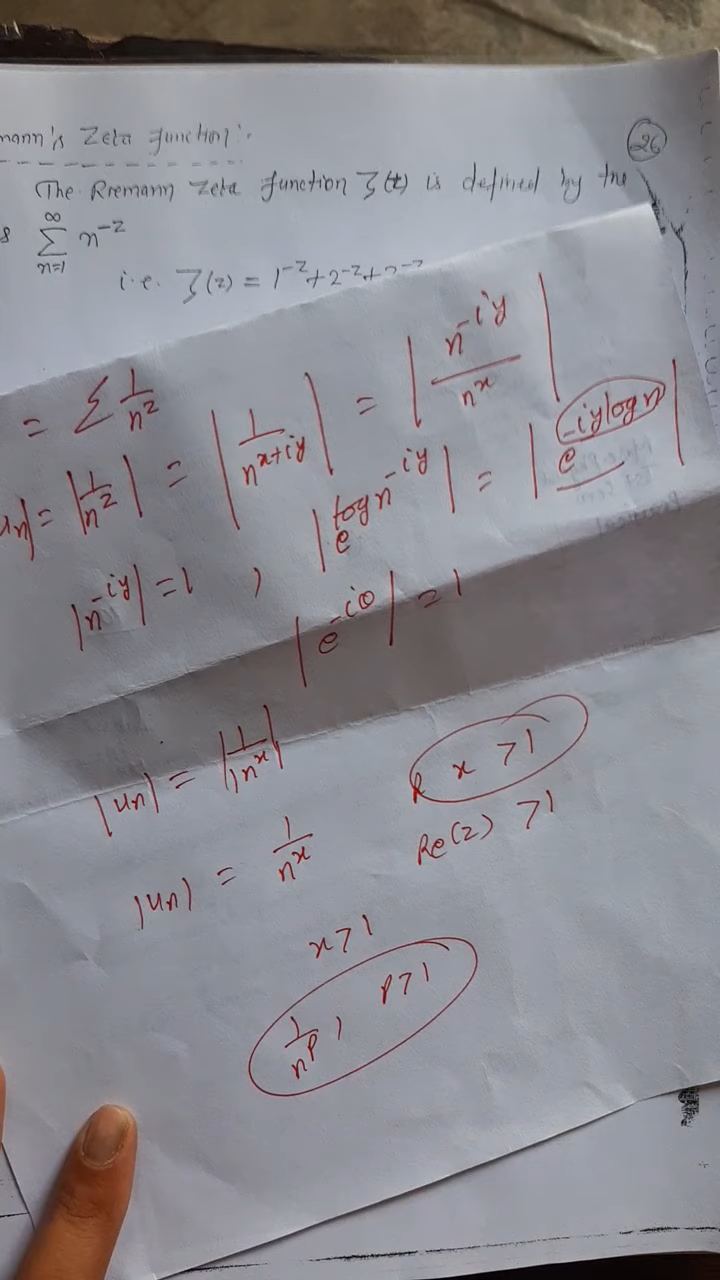 mann's Zeta function:-
26
The Riemann Zeta function ζ(z) is defined by the
s ∑_{n=1}^{∞} n^{-z}
i.e. ζ(z) = 1^{-z}+2^{-z}+3^{-z}
= ∑ 1/n^z
|un| = |1/n^z| = |1/n^{x+iy}| = |n^{-iy}/n^x|
|n^{-iy}| = 1 , |e^{log n^{-iy}}| = |e^{-iy log n}|
|e^{-iθ}| = 1
|un| = |1/n^x|
x > 1
|un| = 1/n^x
Re(z) > 1
x > 1
1/n^p, p > 1